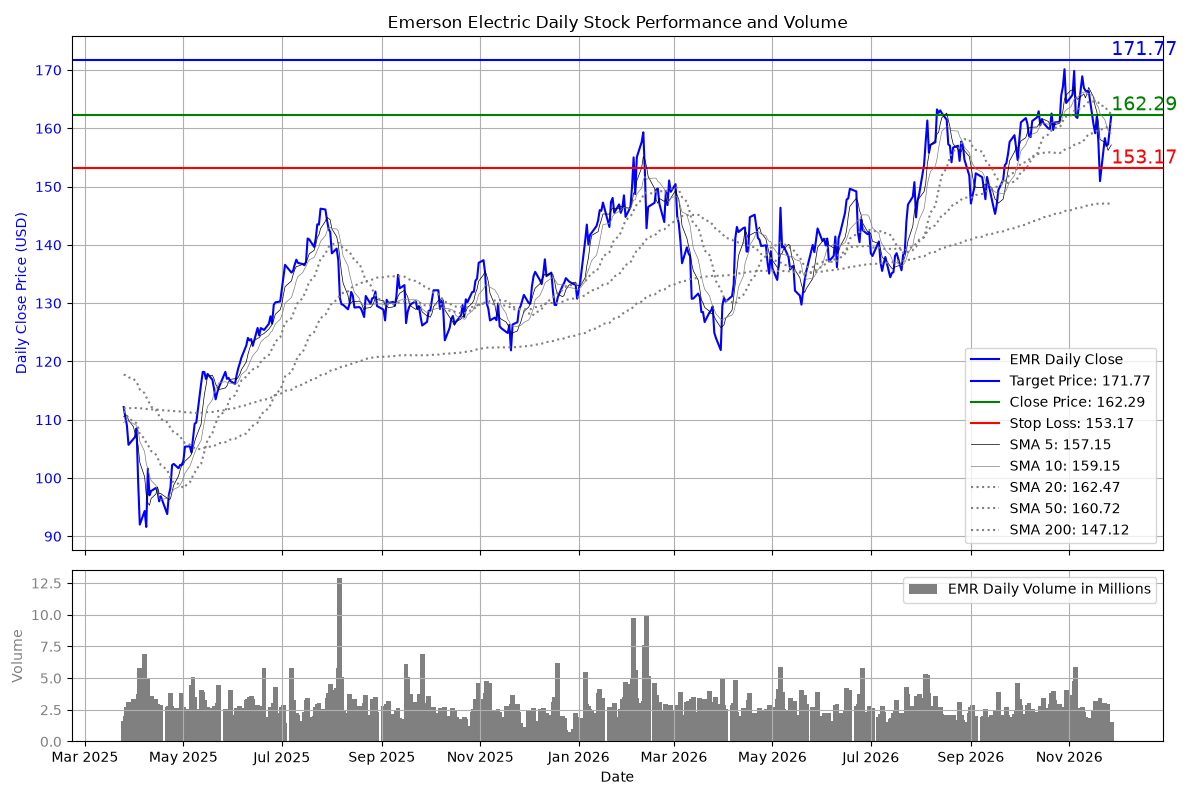 Emerson Electric Daily Stock Performance and Volume
171.77
162.29
153.17
170
160
150
140
130
120
110
100
90
Daily Close Price (USD)
EMR Daily Close
Target Price: 171.77
Close Price: 162.29
Stop Loss: 153.17
SMA 5: 157.15
SMA 10: 159.15
SMA 20: 162.47
SMA 50: 160.72
SMA 200: 147.12
12.5
10.0
7.5
5.0
2.5
0.0
Volume
EMR Daily Volume in Millions
Mar 2025 May 2025 Jul 2025 Sep 2025 Nov 2025 Jan 2026 Mar 2026 May 2026 Jul 2026 Sep 2026 Nov 2026
Date